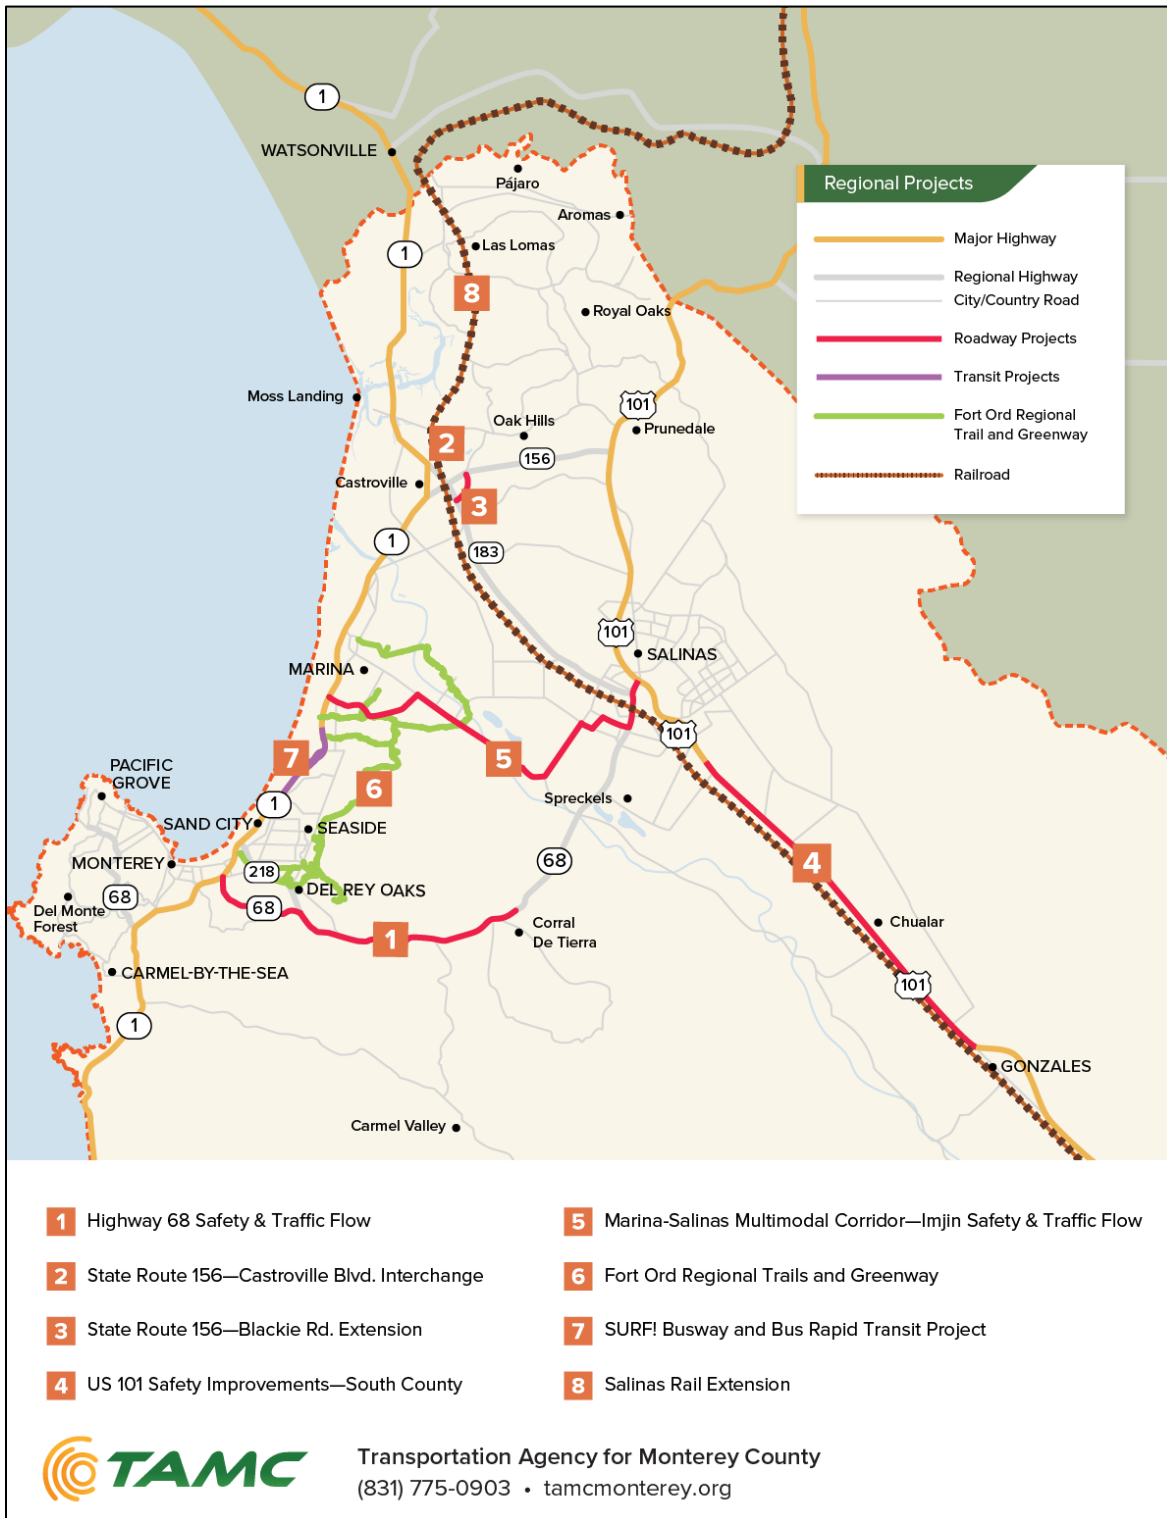 1
WATSONVILLE
Pájaro
Aromas
Las Lomas
1
8
Royal Oaks
Moss Landing
101
Prunedale
Oak Hills
2
156
Castroville
3
1
183
101
SALINAS
MARINA
101
7
5
6
PACIFIC
GROVE
1
Spreckels
SAND CITY
SEASIDE
MONTEREY
218
68
4
DEL REY OAKS
68
Del Monte
Forest
68
1
Corral
De Tierra
Chualar
CARMEL-BY-THE-SEA
101
1
GONZALES
Carmel Valley
Regional Projects
Major Highway
Regional Highway
City/Country Road
Roadway Projects
Transit Projects
Fort Ord Regional
Trail and Greenway
Railroad
1 Highway 68 Safety & Traffic Flow
2 State Route 156—Castroville Blvd. Interchange
3 State Route 156—Blackie Rd. Extension
4 US 101 Safety Improvements—South County
5 Marina-Salinas Multimodal Corridor—Imjin Safety & Traffic Flow
6 Fort Ord Regional Trails and Greenway
7 SURF! Busway and Bus Rapid Transit Project
8 Salinas Rail Extension
TAMC
Transportation Agency for Monterey County
(831) 775-0903 • tamcmonterey.org